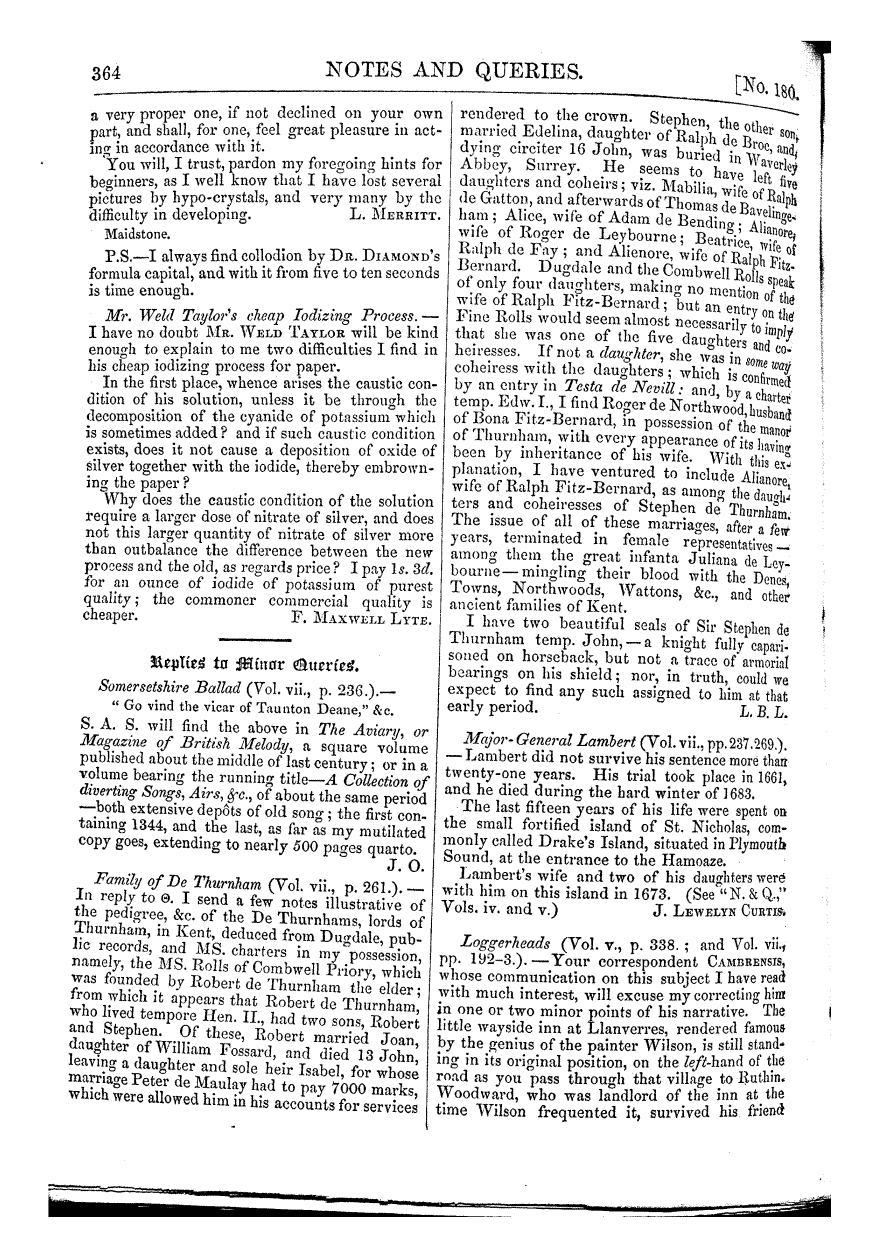 364
NOTES AND QUERIES.
[No. 180.
a very proper one, if not declined on your own
part, and shall, for one, feel great pleasure in act-
ing in accordance with it.
You will, I trust, pardon my foregoing hints for
beginners, as I well know that I have lost several
pictures by hypo-crystals, and very many by the
difficulty in developing. L. MERRITT.
Maidstone.
P.S.—I always find collodion by DR. DIAMOND'S
formula capital, and with it from five to ten seconds
is time enough.
Mr. Weld Taylor's cheap Iodizing Process. —
I have no doubt MR. WELD TAYLOR will be kind
enough to explain to me two difficulties I find in
his cheap iodizing process for paper.
In the first place, whence arises the caustic con-
dition of his solution, unless it be through the
decomposition of the cyanide of potassium which
is sometimes added? and if such caustic condition
exists, does it not cause a deposition of oxide of
silver together with the iodide, thereby embrown-
ing the paper?
Why does the caustic condition of the solution
require a larger dose of nitrate of silver, and does
not this larger quantity of nitrate of silver more
than outbalance the difference between the new
process and the old, as regards price? I pay 1s. 3d.
for an ounce of iodide of potassium of purest
quality; the commoner commercial quality is
cheaper. F. MAXWELL LYTE.
Replies to Minor Queries.
Somersetshire Ballad (Vol. vii., p. 236.).—
"Go vind the vicar of Taunton Deane," &c.
S. A. S. will find the above in The Aviary, or
Magazine of British Melody, a square volume
published about the middle of last century; or in a
volume bearing the running title—A Collection of
diverting Songs, Airs, &c., of about the same period
—both extensive depôts of old song; the first con-
taining 1344, and the last, as far as my mutilated
copy goes, extending to nearly 500 pages quarto.
J. O.
Family of De Thurnham (Vol. vii., p. 261.). —
In reply to Θ. I send a few notes illustrative of
the pedigree, &c. of the De Thurnhams, lords of
Thurnham, in Kent, deduced from Dugdale, pub-
lic records, and MS. charters in my possession,
namely, the MS. Rolls of Combwell Priory, which
was founded by Robert de Thurnham the elder;
from which it appears that Robert de Thurnham,
who lived tempore Hen. II., had two sons, Robert
and Stephen. Of these, Robert married Joan,
daughter of William Fossard, and died 13 John,
leaving a daughter and sole heir Isabel, for whose
marriage Peter de Maulay had to pay 7000 marks,
which were allowed him in his accounts for services
rendered to the crown. Stephen, the other son,
married Edelina, daughter of Ralph de Broc, and,
dying circiter 16 John, was buried in Waverley
Abbey, Surrey. He seems to have left five
daughters and coheirs; viz. Mabilia, wife of Ralph
de Gatton, and afterwards of Thomas de Bavelinge-
ham; Alice, wife of Adam de Bending; Alianore,
wife of Roger de Leybourne; Beatrice, wife of
Ralph de Fay; and Alienore, wife of Ralph Fitz-
Bernard. Dugdale and the Combwell Rolls speak
of only four daughters, making no mention of the
wife of Ralph Fitz-Bernard; but an entry on the
Fine Rolls would seem almost necessarily to imply
that she was one of the five daughters and co-
heiresses. If not a daughter, she was in some way
coheiress with the daughters; which is confirmed
by an entry in Testa de Nevill: and, by a charter
temp. Edw. I., I find Roger de Northwood, husband
of Bona Fitz-Bernard, in possession of the manor
of Thurnham, with every appearance of its having
been by inheritance of his wife. With this ex-
planation, I have ventured to include Alianore,
wife of Ralph Fitz-Bernard, as among the daugh-
ters and coheiresses of Stephen de Thurnham.
The issue of all of these marriages, after a few
years, terminated in female representatives —
among them the great infanta Juliana de Ley-
bourne—mingling their blood with the Denes,
Towns, Northwoods, Wattons, &c., and other
ancient families of Kent.
I have two beautiful seals of Sir Stephen de
Thurnham temp. John,—a knight fully capari-
soned on horseback, but not a trace of armorial
bearings on his shield; nor, in truth, could we
expect to find any such assigned to him at that
early period. L. B. L.
Major-General Lambert (Vol. vii., pp. 237. 269.).
—Lambert did not survive his sentence more than
twenty-one years. His trial took place in 1661,
and he died during the hard winter of 1683.
The last fifteen years of his life were spent on
the small fortified island of St. Nicholas, com-
monly called Drake's Island, situated in Plymouth
Sound, at the entrance to the Hamoaze.
Lambert's wife and two of his daughters were
with him on this island in 1673. (See "N. & Q.,"
Vols. iv. and v.) J. LEWELYN CURTIS.
Loggerheads (Vol. v., p. 338. ; and Vol. vii.,
pp. 192-3.).—Your correspondent CAMBRENSIS,
whose communication on this subject I have read
with much interest, will excuse my correcting him
in one or two minor points of his narrative. The
little wayside inn at Llanverres, rendered famous
by the genius of the painter Wilson, is still stand-
ing in its original position, on the left-hand of the
road as you pass through that village to Ruthin.
Woodward, who was landlord of the inn at the
time Wilson frequented it, survived his friend